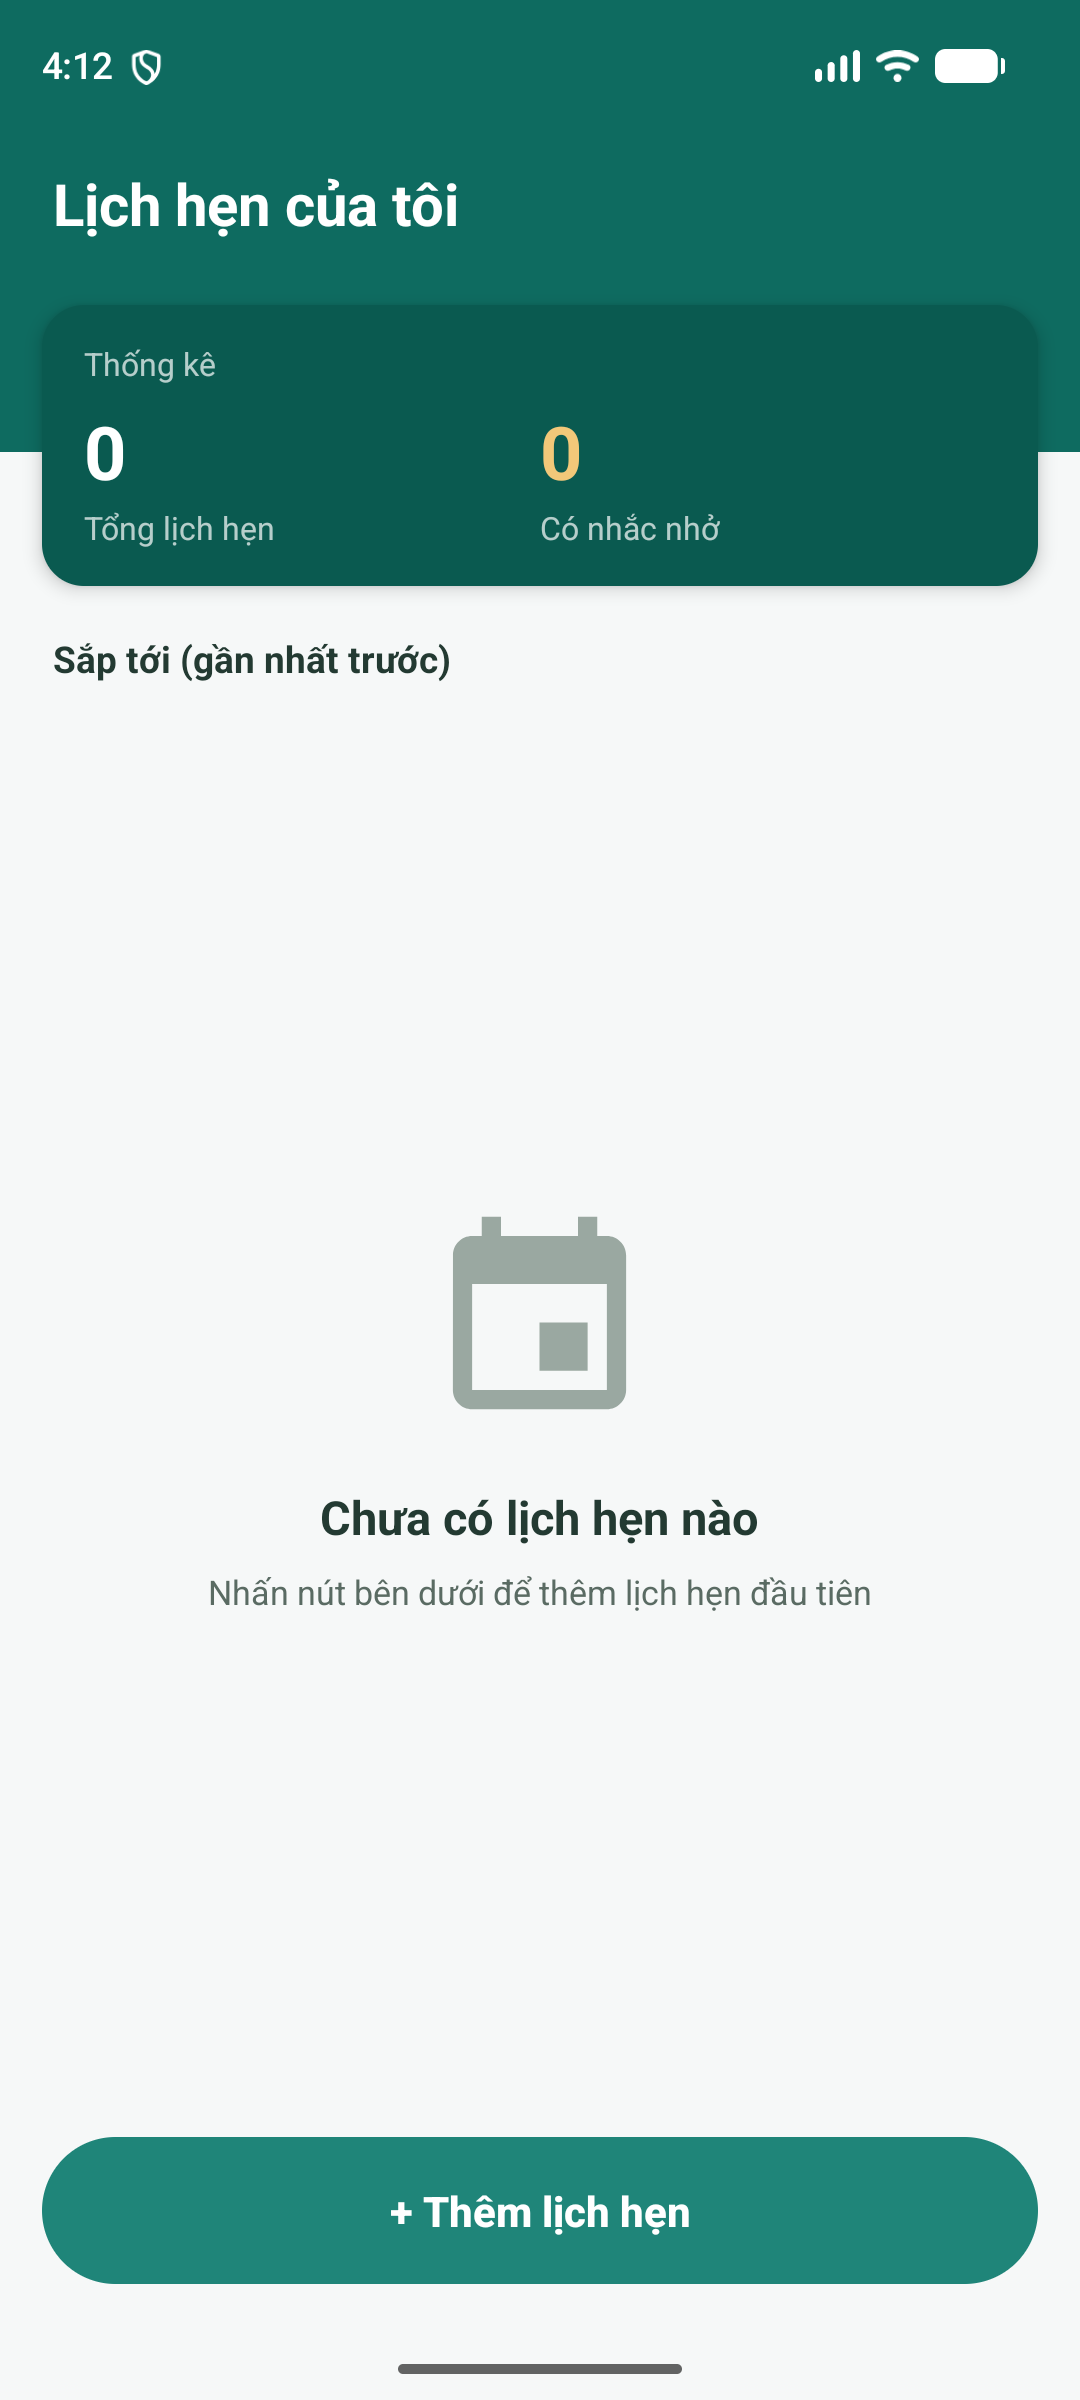 4:12
Lịch hẹn của tôi
Thống kê
0 0
Tổng lịch hẹn Có nhắc nhở
Sắp tới (gần nhất trước)
Chưa có lịch hẹn nào
Nhấn nút bên dưới để thêm lịch hẹn đầu tiên
+ Thêm lịch hẹn